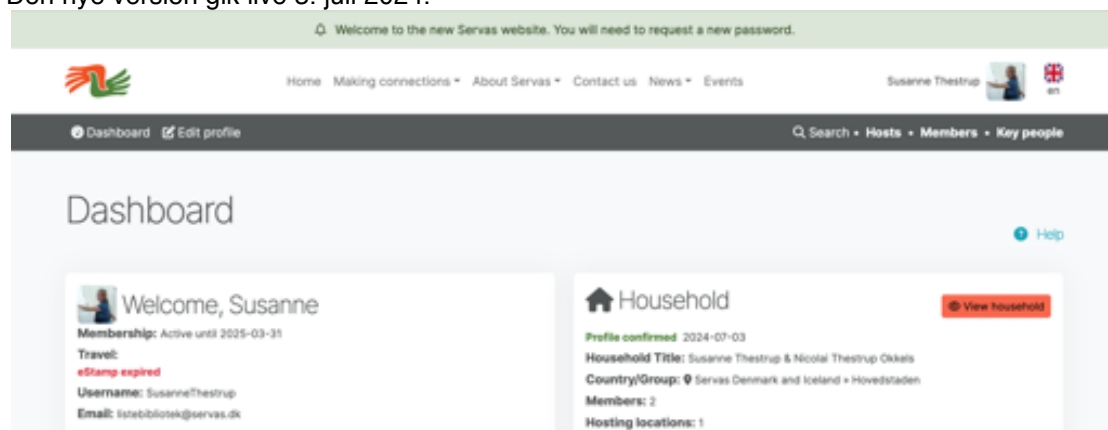 Den nye version gik live 3. juli 2024.
Welcome to the new Servas website. You will need to request a new password.
Home Making connections About Servas Contact us News Events Susanne Thestrup en
Dashboard Edit profile Search • Hosts • Members • Key people
Dashboard
Help
Welcome, Susanne
Membership: Active until 2025-03-31
Travel:
eStamp expired
Username: SusanneThestrup
Email: listebibliotek@servas.dk
Household View household
Profile confirmed 2024-07-03
Household Title: Susanne Thestrup & Nicolai Thestrup Okkels
Country/Group: Servas Denmark and Iceland » Hovedstaden
Members: 2
Hosting locations: 1